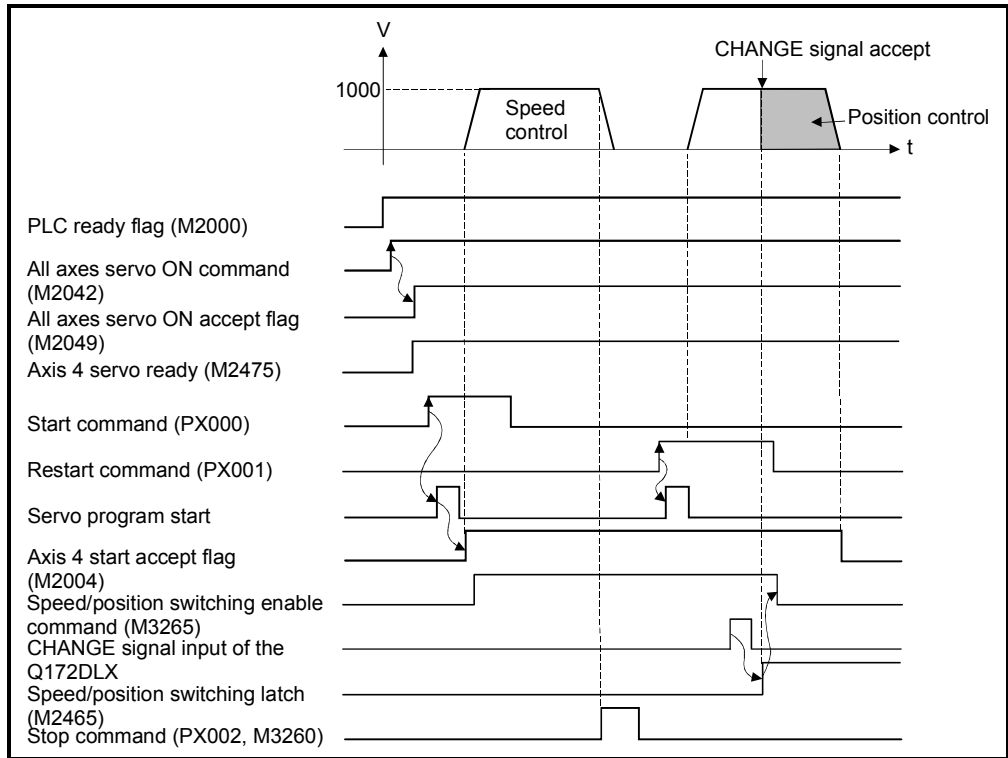 V
CHANGE signal accept
1000
Speed
control
Position control
t
PLC ready flag (M2000)
All axes servo ON command
(M2042)
All axes servo ON accept flag
(M2049)
Axis 4 servo ready (M2475)
Start command (PX000)
Restart command (PX001)
Servo program start
Axis 4 start accept flag
(M2004)
Speed/position switching enable
command (M3265)
CHANGE signal input of the
Q172DLX
Speed/position switching latch
(M2465)
Stop command (PX002, M3260)